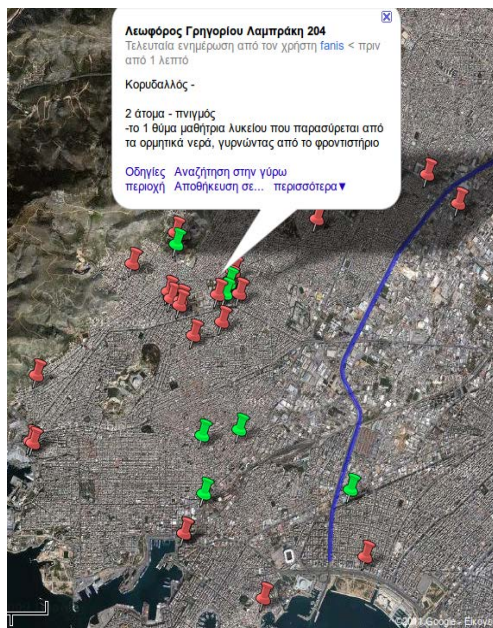 Λεωφόρος Γρηγορίου Λαμπράκη 204
Τελευταία ενημέρωση από τον χρήστη fanis < πριν
από 1 λεπτό
Κορυδαλλός -
2 άτομα - πνιγμός
-το 1 θύμα μαθήτρια λυκείου που παρασύρεται από
τα ορμητικά νερά, γυρνώντας από το φροντιστήριο
Οδηγίες Αναζήτηση στην γύρω
περιοχή Αποθήκευση σε... περισσότερα▼
Google - Εικόνε